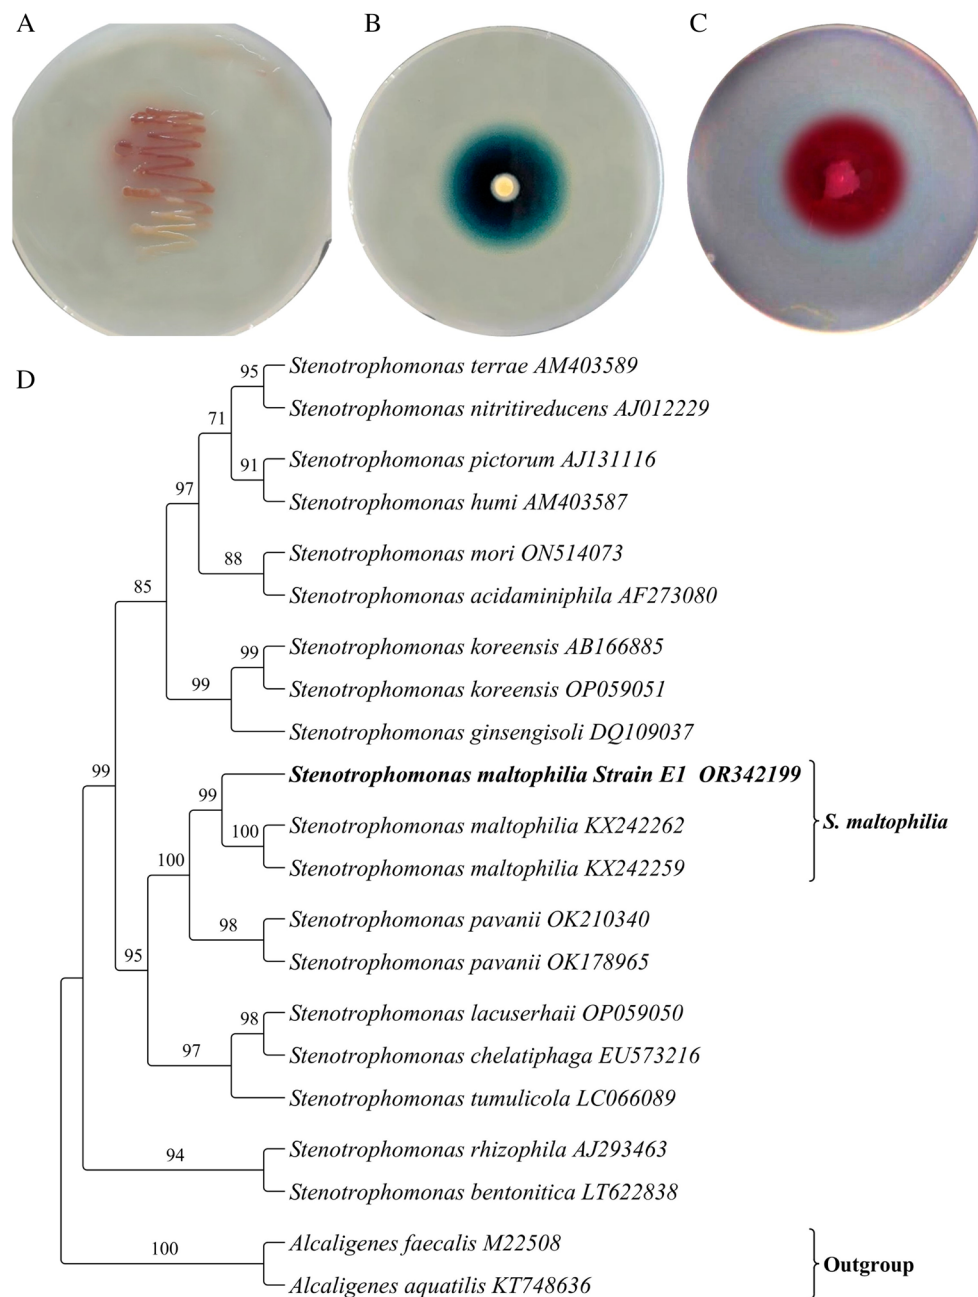 A B C
D
95
Stenotrophomonas terrae AM403589
Stenotrophomonas nitritireducens AJ012229
71
91
Stenotrophomonas pictorum AJ131116
Stenotrophomonas humi AM403587
97
88
Stenotrophomonas mori ON514073
Stenotrophomonas acidaminiphila AF273080
85
99
Stenotrophomonas koreensis AB166885
Stenotrophomonas koreensis OP059051
99
Stenotrophomonas ginsengisoli DQ109037
99
Stenotrophomonas maltophilia Strain E1 OR342199
99
100
Stenotrophomonas maltophilia KX242262
S. maltophilia
Stenotrophomonas maltophilia KX242259
100
98
Stenotrophomonas pavanii OK210340
Stenotrophomonas pavanii OK178965
95
98
Stenotrophomonas lacuserhaii OP059050
Stenotrophomonas chelatiphaga EU573216
97
Stenotrophomonas tumulicola LC066089
94
Stenotrophomonas rhizophila AJ293463
Stenotrophomonas bentonitica LT622838
100
Alcaligenes faecalis M22508
Outgroup
Alcaligenes aquatilis KT748636